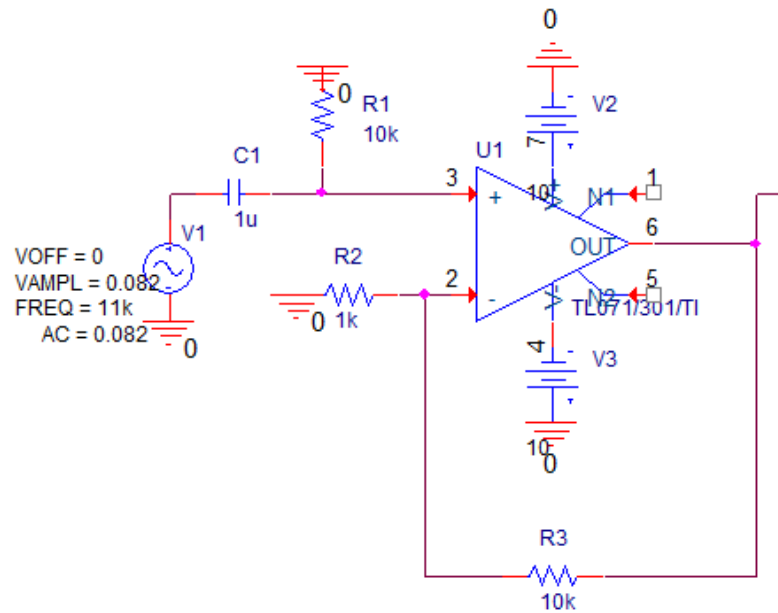 0
R1
0
10k
V2
C1
U1
7
10
V+
N1
1
3
+
1u
V1
OUT
6
VOFF = 0
VAMPL = 0.082
FREQ = 11k
AC = 0.082
0
R2
2
-
0
1k
V-
N2
5
TL071/301/TI
4
V3
10
0
R3
10k